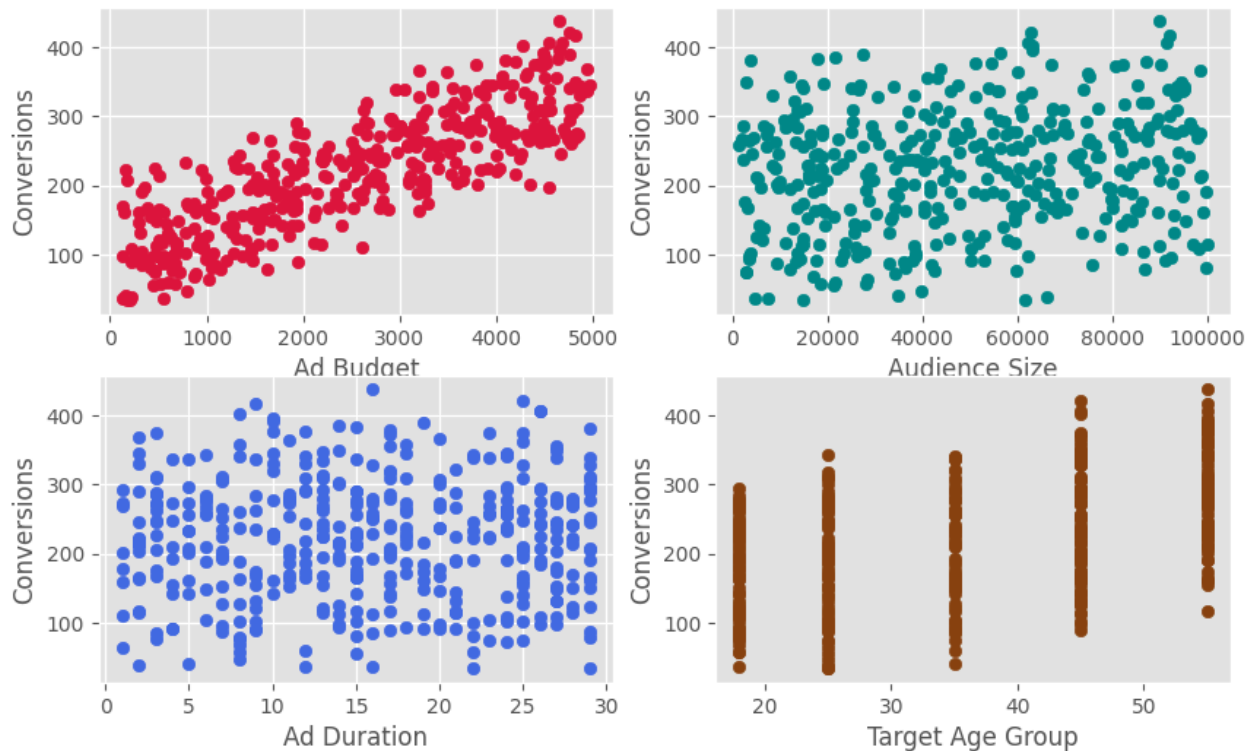 Conversions
400
300
200
100
0 1000 2000 3000 4000 5000
Ad Budget
Conversions
400
300
200
100
0 20000 40000 60000 80000 100000
Audience Size
Conversions
400
300
200
100
0 5 10 15 20 25 30
Ad Duration
Conversions
400
300
200
100
20 30 40 50
Target Age Group